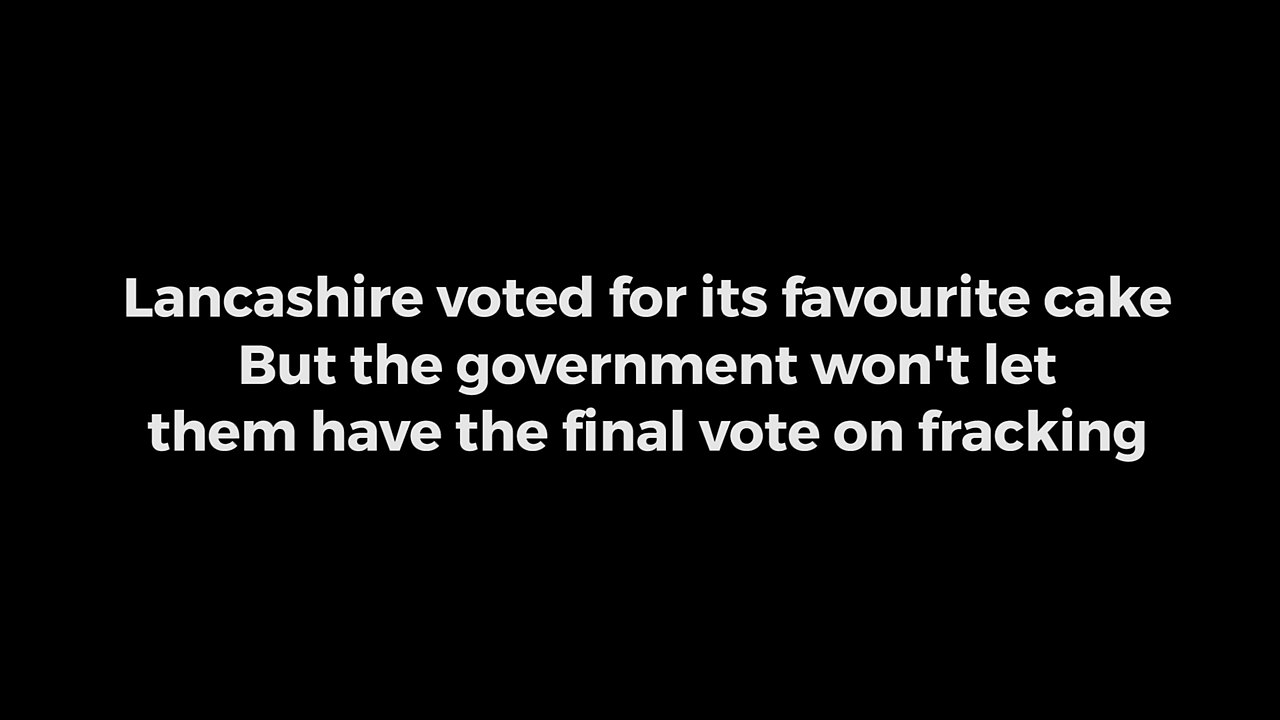 Lancashire voted for its favourite cake
But the government won't let
them have the final vote on fracking